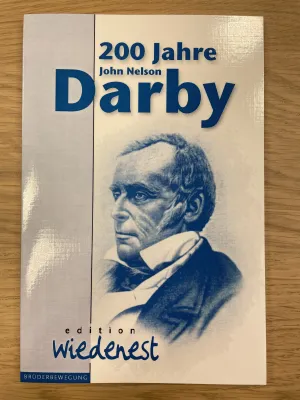 200 Jahre
John Nelson
Darby
edition
Wiedenest
BRÜDERBEWEGUNG